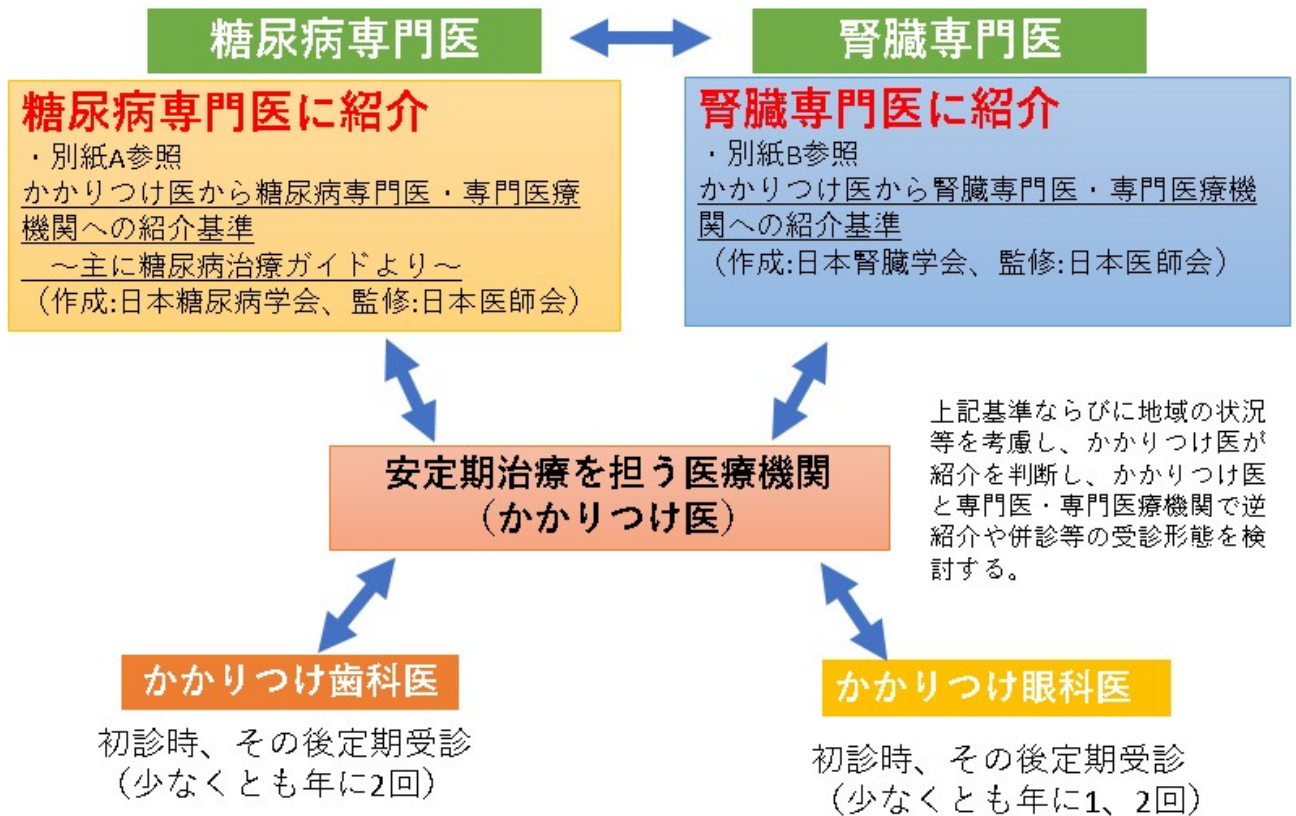 糖尿病専門医
腎臓専門医
糖尿病専門医に紹介
・別紙A参照
かかりつけ医から糖尿病専門医・専門医療
機関への紹介基準
～主に糖尿病治療ガイドより～
（作成:日本糖尿病学会、監修:日本医師会）
腎臓専門医に紹介
・別紙B参照
かかりつけ医から腎臓専門医・専門医療機
関への紹介基準
（作成:日本腎臓学会、監修:日本医師会）
上記基準ならびに地域の状況
等を考慮し、かかりつけ医が
紹介を判断し、かかりつけ医
と専門医・専門医療機関で逆
紹介や併診等の受診形態を検
討する。
安定期治療を担う医療機関
（かかりつけ医）
かかりつけ歯科医
初診時、その後定期受診
（少なくとも年に2回）
かかりつけ眼科医
初診時、その後定期受診
（少なくとも年に1、2回）